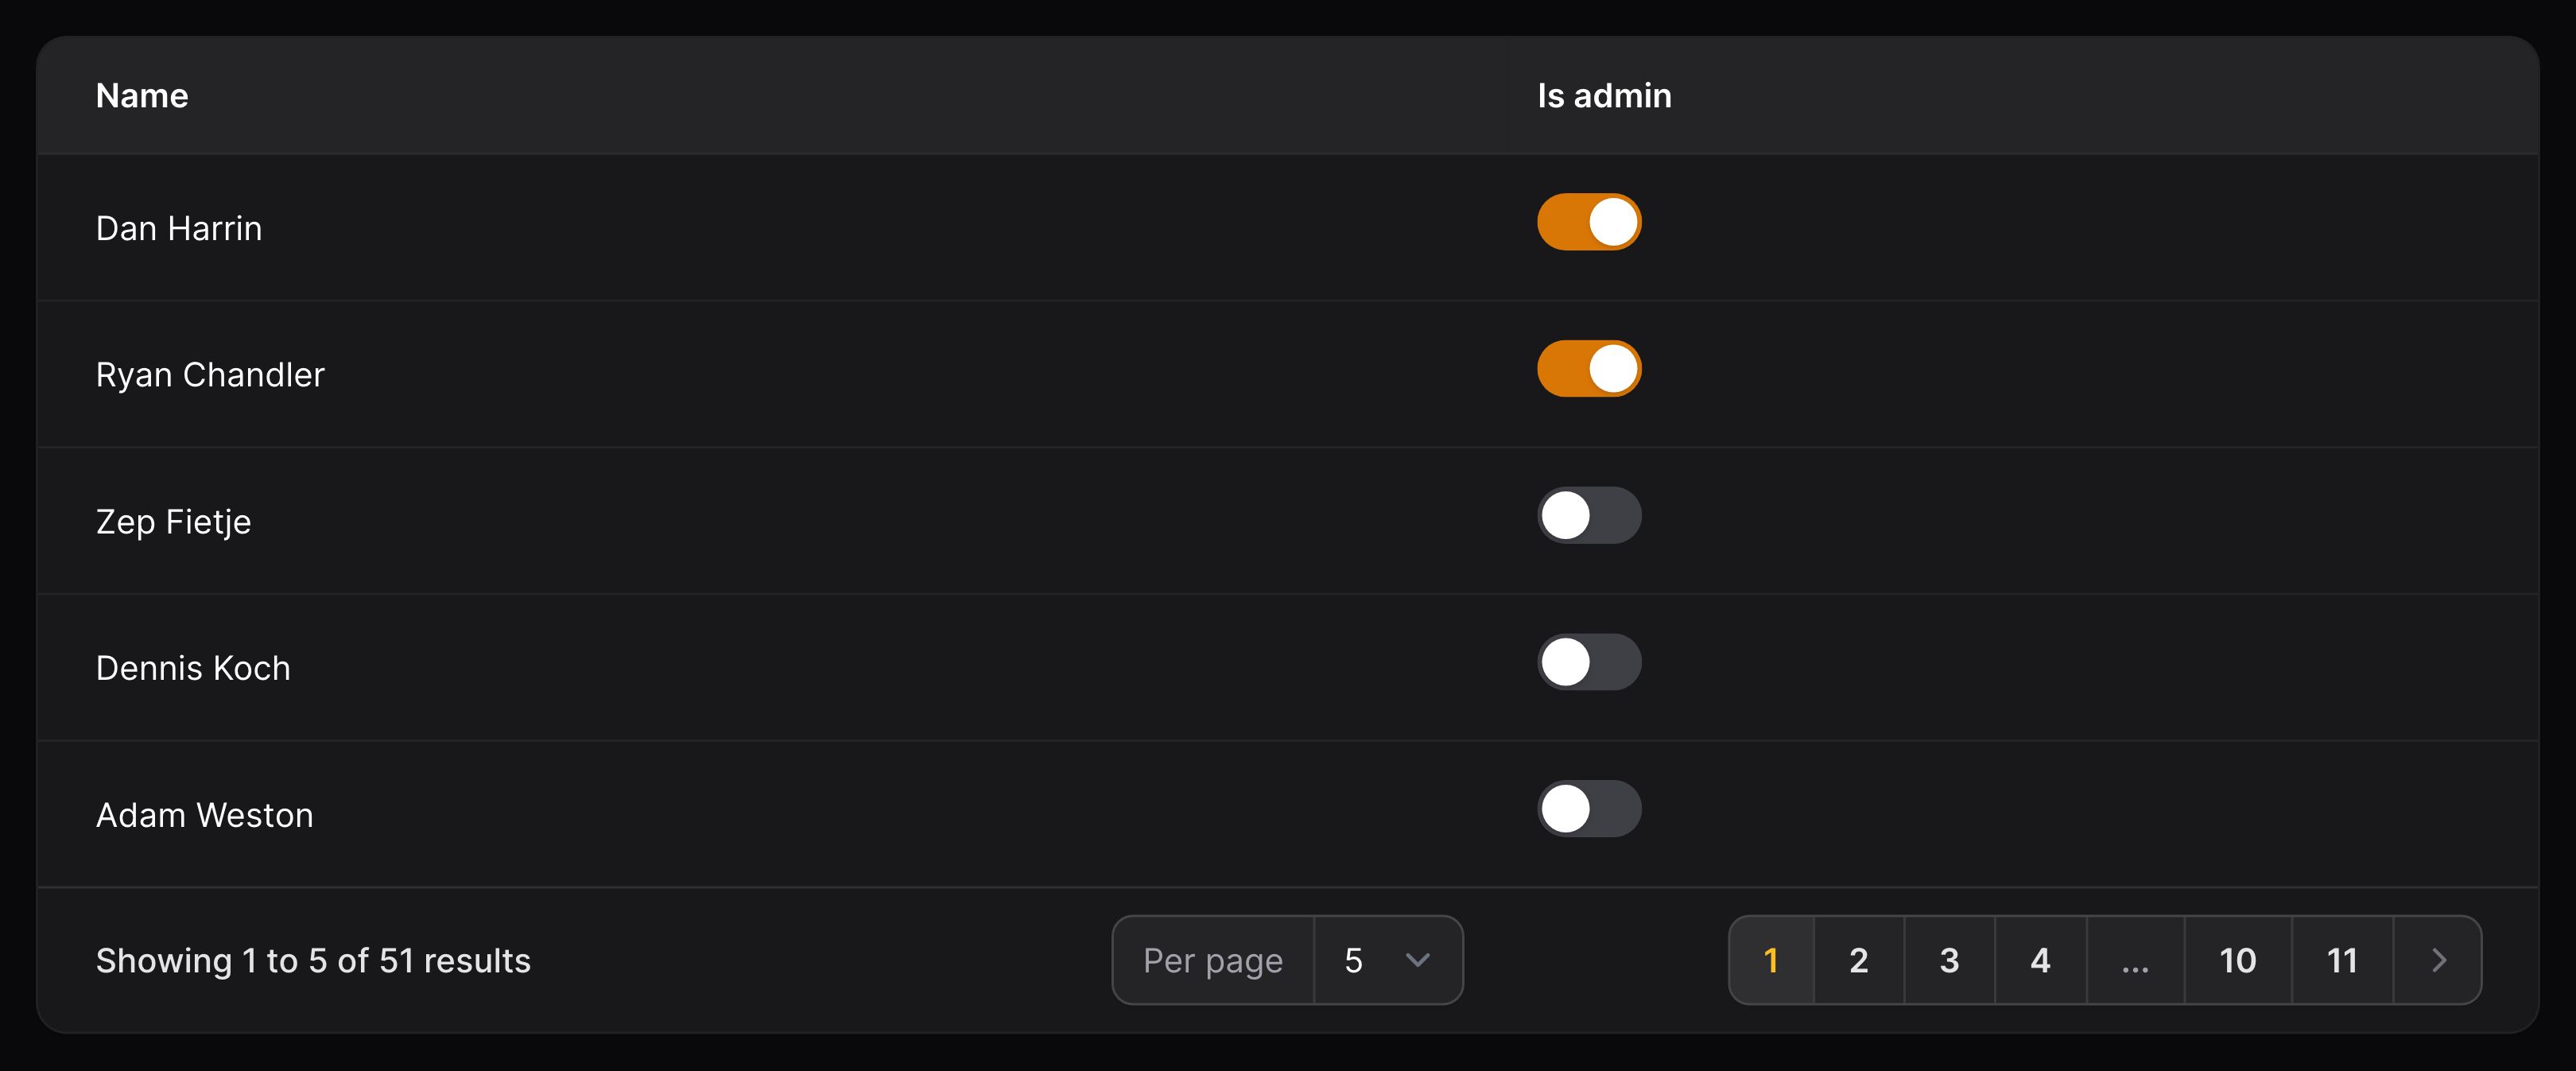 Name Is admin
Dan Harrin
Ryan Chandler
Zep Fietje
Dennis Koch
Adam Weston
Showing 1 to 5 of 51 results Per page 5 1 2 3 4 ... 10 11